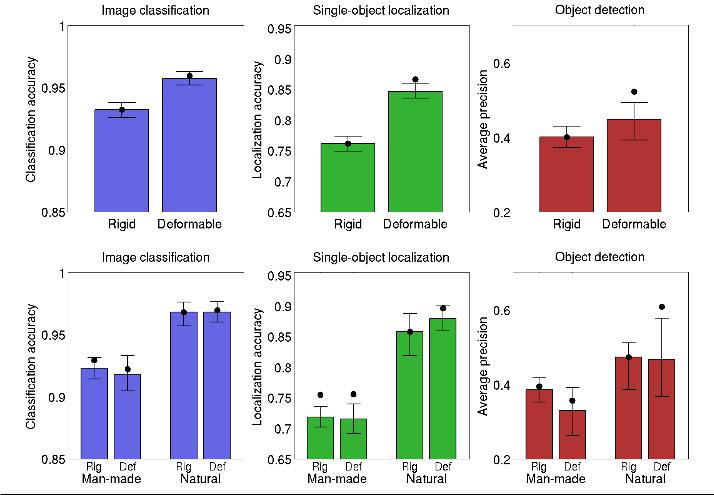 Image classification
Single-object localization
Object detection
Classification accuracy
1
0.95
0.9
0.85
Rigid Deformable
Localization accuracy
0.95
0.9
0.85
0.8
0.75
0.7
0.65
Rigid Deformable
Average precision
0.6
0.4
0.2
Rigid Deformable
Image classification
Single-object localization
Object detection
Classification accuracy
1
0.95
0.9
0.85
Rig Def Rig Def
Man-made Natural
Localization accuracy
0.95
0.9
0.85
0.8
0.75
0.7
0.65
Rig Def Rig Def
Man-made Natural
Average precision
0.6
0.4
0.2
Rig Def Rig Def
Man-made Natural